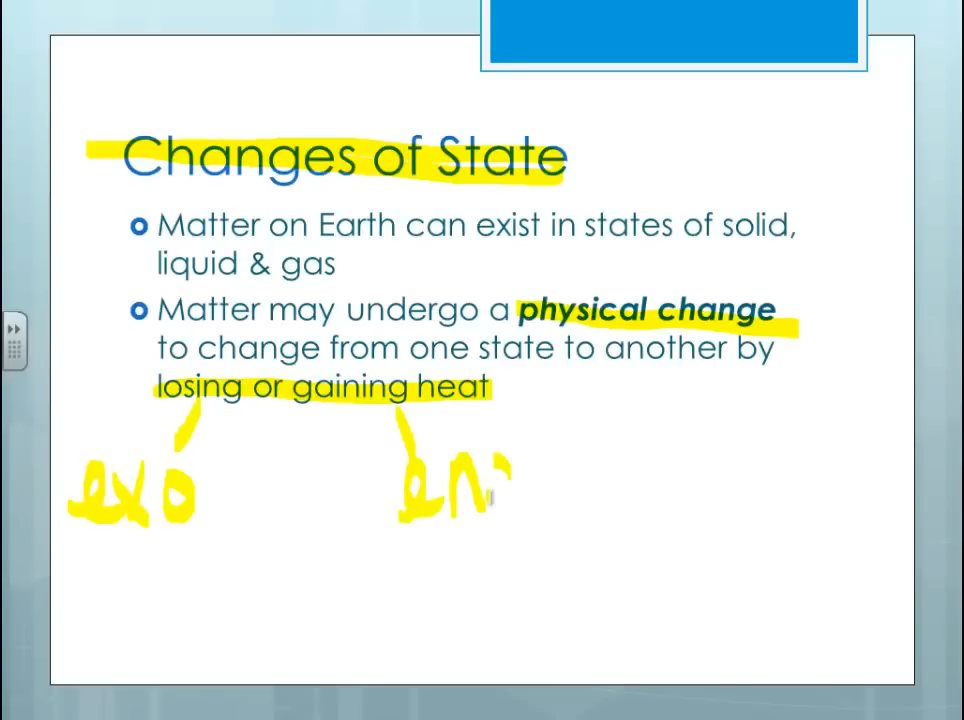 Changes of State
Matter on Earth can exist in states of solid,
liquid & gas
Matter may undergo a physical change
to change from one state to another by
losing or gaining heat
exo en